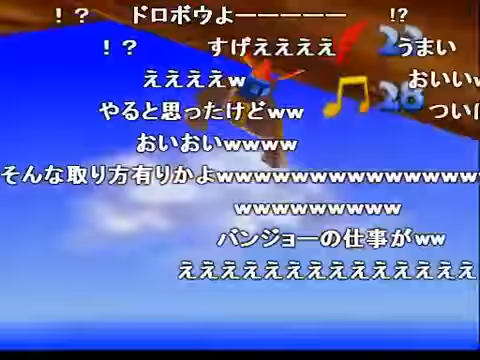 ！？ ドロボウよーーーーー !?
！？ すげええええ 22 うまい
ええええw おいいw
28
やると思ったけどww つい
おいおいwwww
そんな取り方有りかよwwwwwwwwwwwwwww
wwwwwwwww
バンジョーの仕事がww
ええええええええええええええ